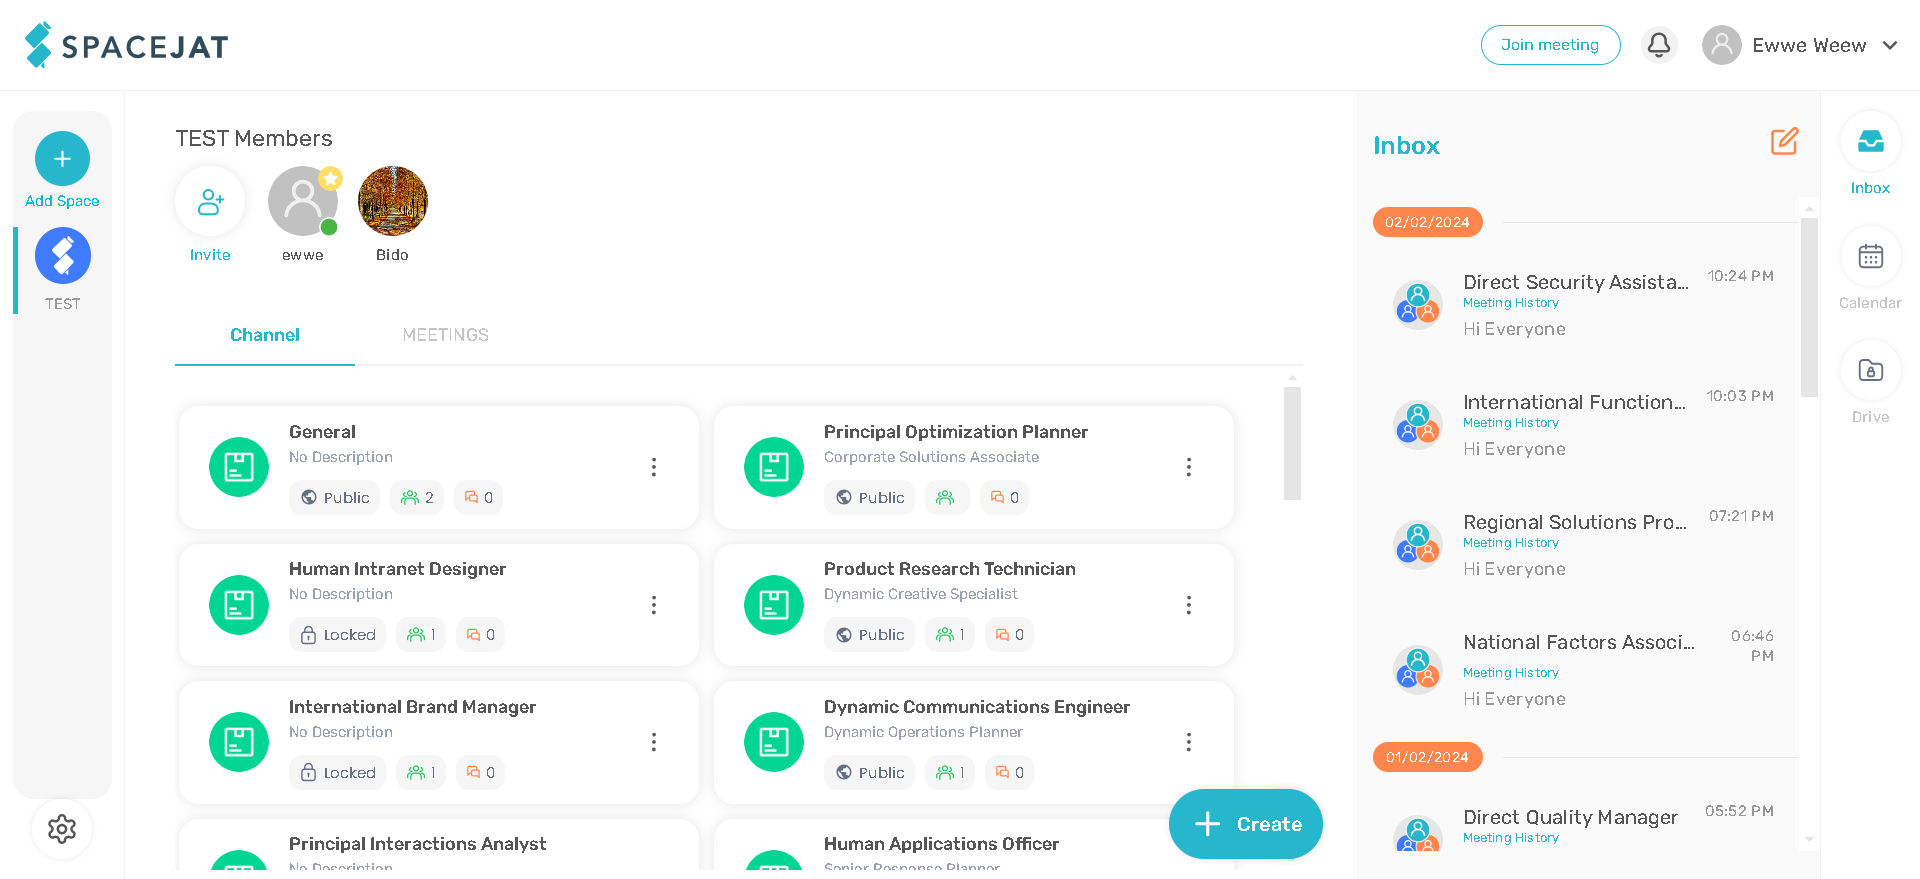 SPACEJAT
Join meeting
Ewwe Weew
Add Space
TEST
TEST Members
Invite
ewwe
Bido
Channel
MEETINGS
General
No Description
Public
2
0
Principal Optimization Planner
Corporate Solutions Associate
Public
0
Human Intranet Designer
No Description
Locked
1
0
Product Research Technician
Dynamic Creative Specialist
Public
1
0
International Brand Manager
No Description
Locked
1
0
Dynamic Communications Engineer
Dynamic Operations Planner
Public
1
0
Principal Interactions Analyst
No Description
Human Applications Officer
Senior Response Planner
Create
Inbox
02/02/2024
Direct Security Assista...
10:24 PM
Meeting History
Hi Everyone
International Function...
10:03 PM
Meeting History
Hi Everyone
Regional Solutions Pro...
07:21 PM
Meeting History
Hi Everyone
National Factors Associ...
06:46
PM
Meeting History
Hi Everyone
01/02/2024
Direct Quality Manager
05:52 PM
Meeting History
Inbox
Calendar
Drive